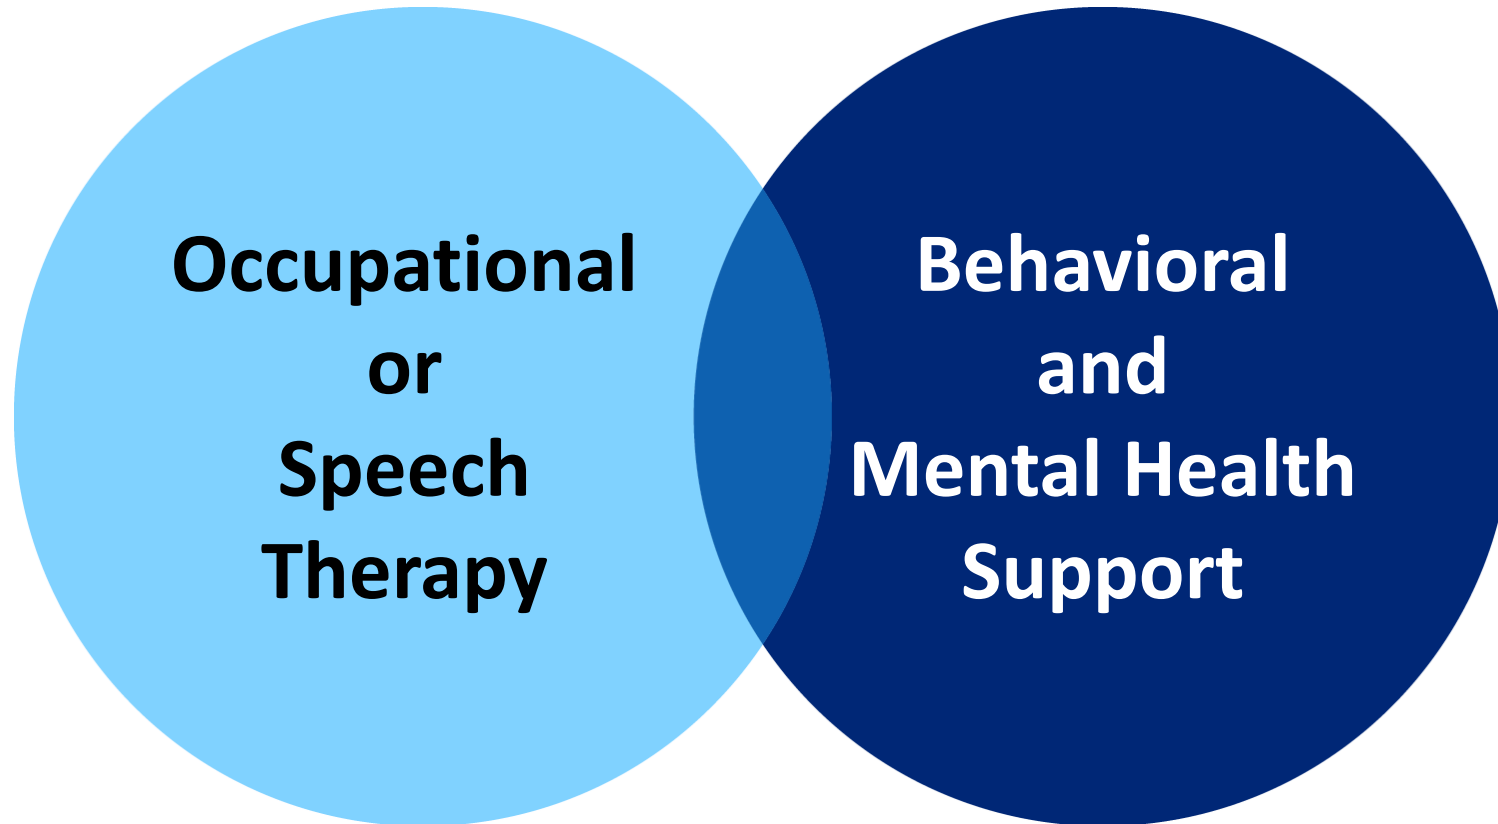 Occupational
or
Speech
Therapy
Behavioral
and
Mental Health
Support